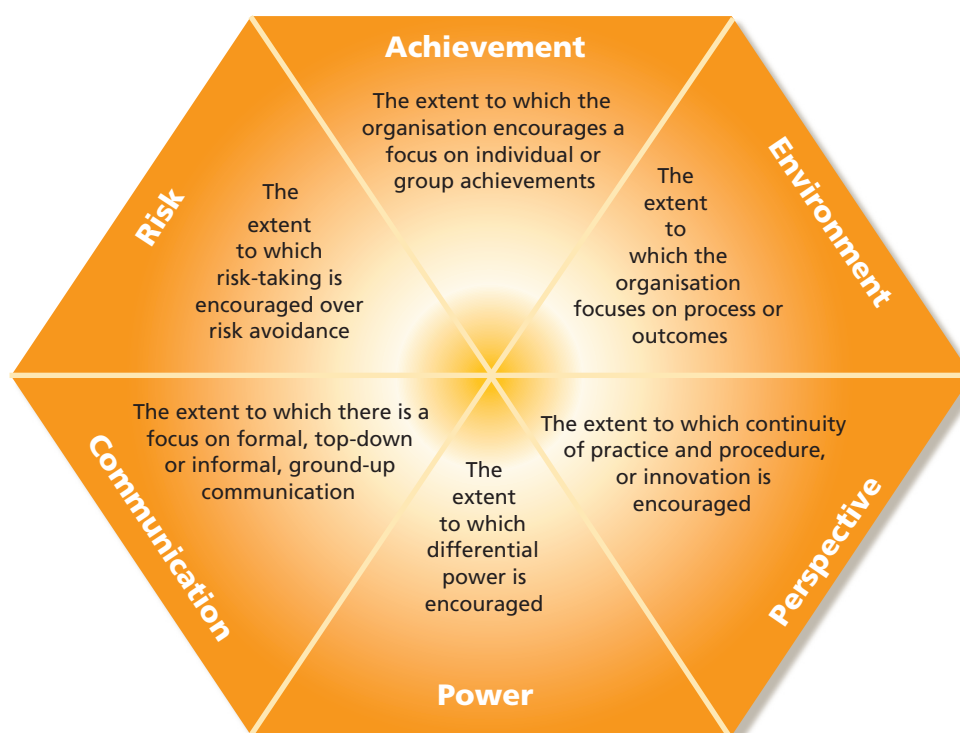 Achievement
The extent to which the
organisation encourages a
focus on individual or
group achievements
Environment
The
extent
to
which the
organisation
focuses on process or
outcomes
Perspective
The extent to which continuity
of practice and procedure,
or innovation is
encouraged
Power
The
extent
to which
differential
power is
encouraged
Communication
The extent to which there is a
focus on formal, top-down
or informal, ground-up
communication
Risk
The
extent
to which
risk-taking is
encouraged over
risk avoidance